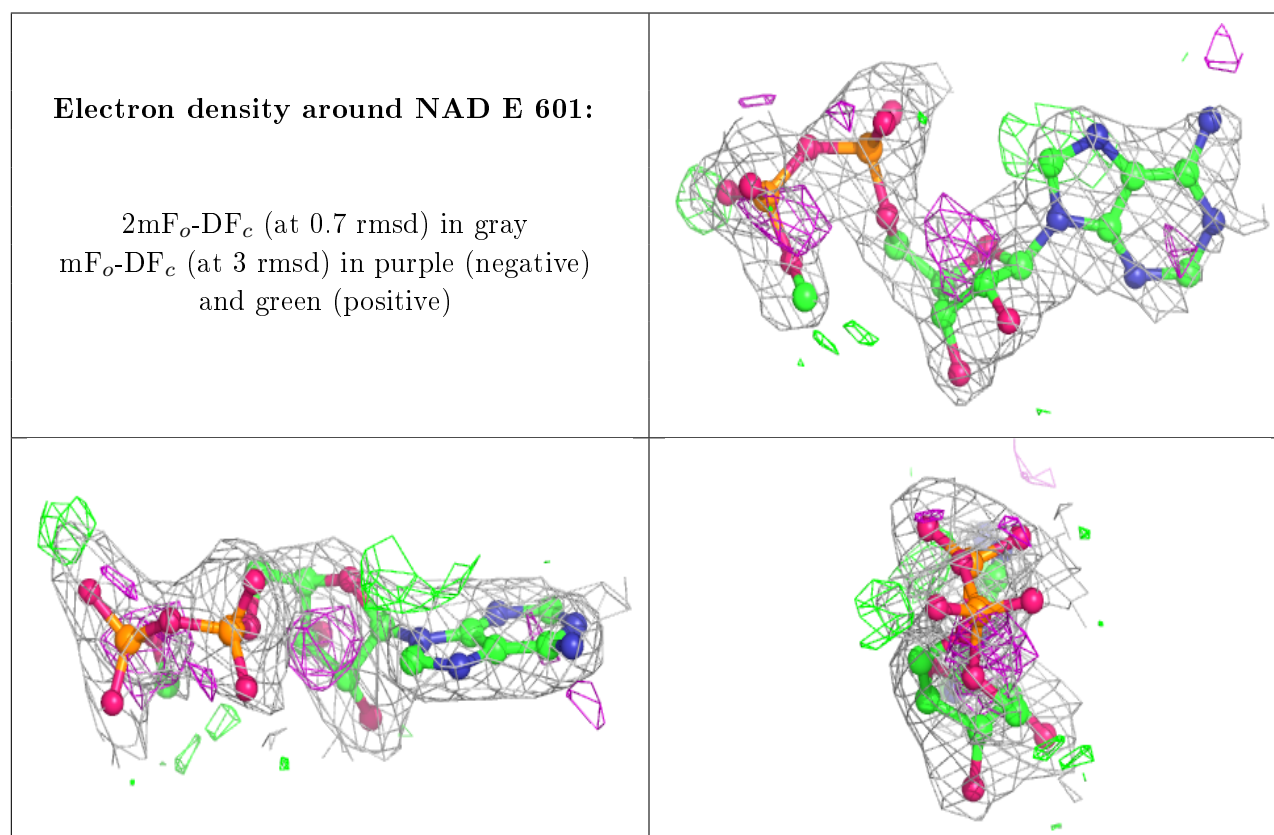 Electron density around NAD E 601:
2mFo-DFc (at 0.7 rmsd) in gray
mFo-DFc (at 3 rmsd) in purple (negative)
and green (positive)